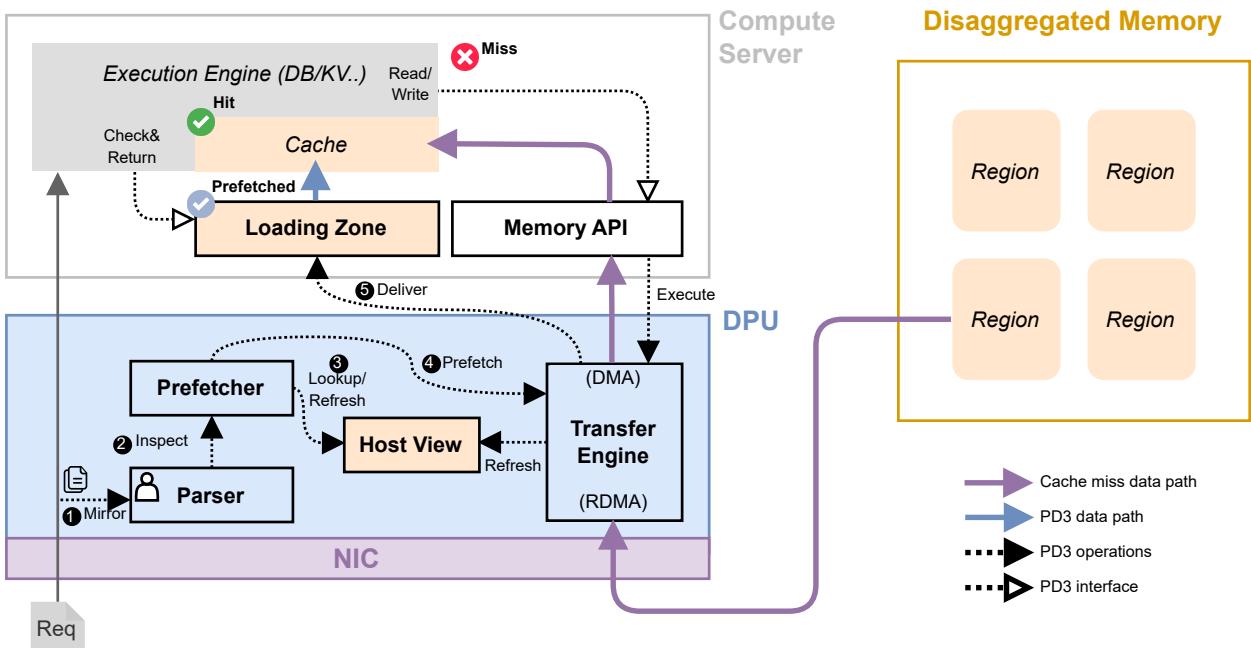 Compute
Server
Disaggregated Memory
Miss
Execution Engine (DB/KV..)
Read/
Write
Hit
Check&
Return
Cache
Prefetched
Loading Zone
Memory API
Region
Region
Region
Region
5 Deliver
Execute
DPU
Prefetcher
3
Lookup/
Refresh
4 Prefetch
(DMA)
Transfer
Engine
(RDMA)
Host View
Refresh
2 Inspect
Parser
1 Mirror
NIC
Req
Cache miss data path
PD3 data path
PD3 operations
PD3 interface